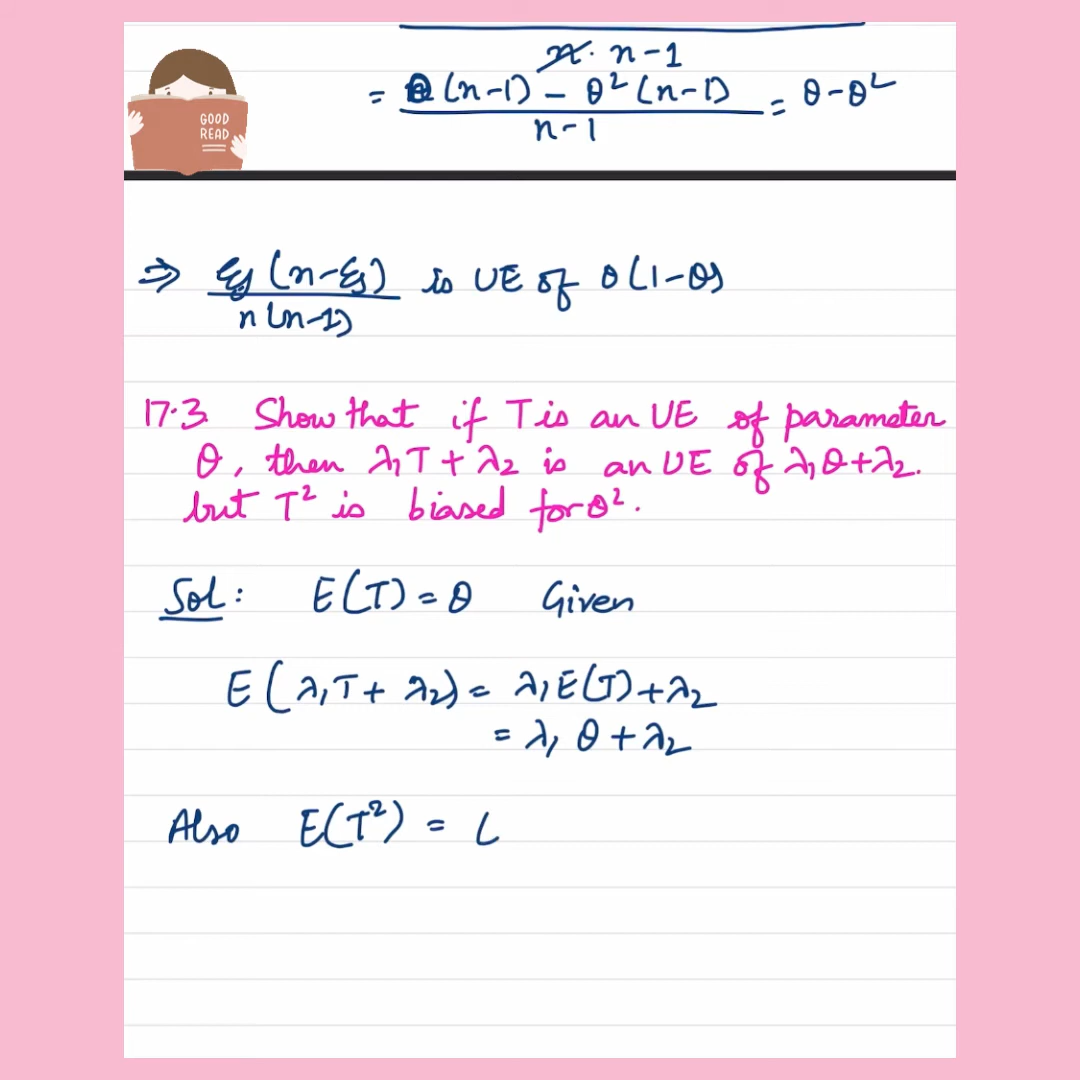 n · n-1
= θ(n-1) - θ²(n-1) / n-1 = θ-θ²
GOOD
READ
⇒ ξ(n-ξ) / n(n-1) is UE of θ(1-θ)
17.3 Show that if T is an UE of parameter
θ, then λ₁T + λ₂ is an UE of λ₁θ+λ₂.
but T² is biased for θ².
Sol: E(T) = θ Given
E(λ₁T + λ₂) = λ₁E(T)+λ₂
= λ₁ θ + λ₂
Also E(T²) = (